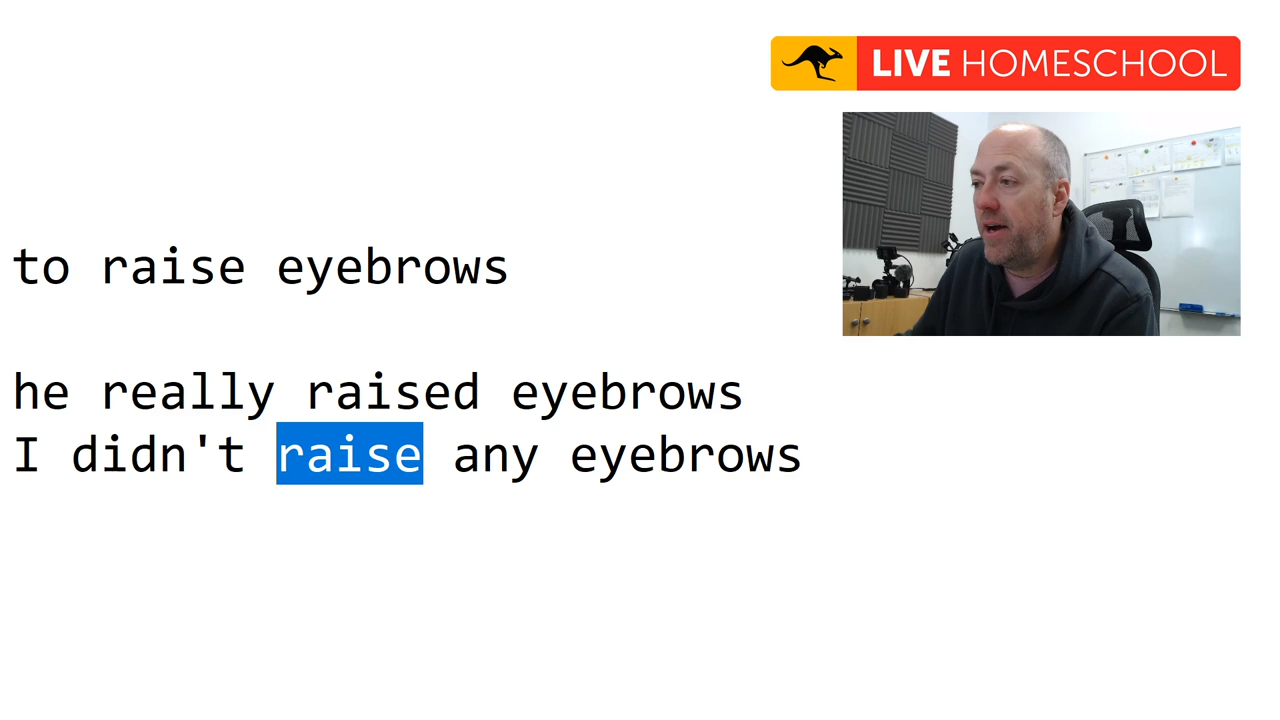 LIVE HOMESCHOOL
to raise eyebrows
he really raised eyebrows
I didn't raise any eyebrows